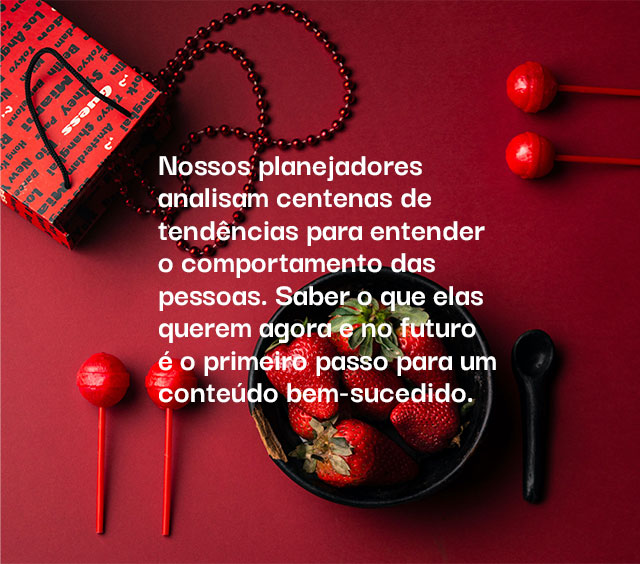 Guess
Nossos planejadores
analisam centenas de
tendências para entender
o comportamento das
pessoas. Saber o que elas
querem agora e no futuro
é o primeiro passo para um
conteúdo bem-sucedido.